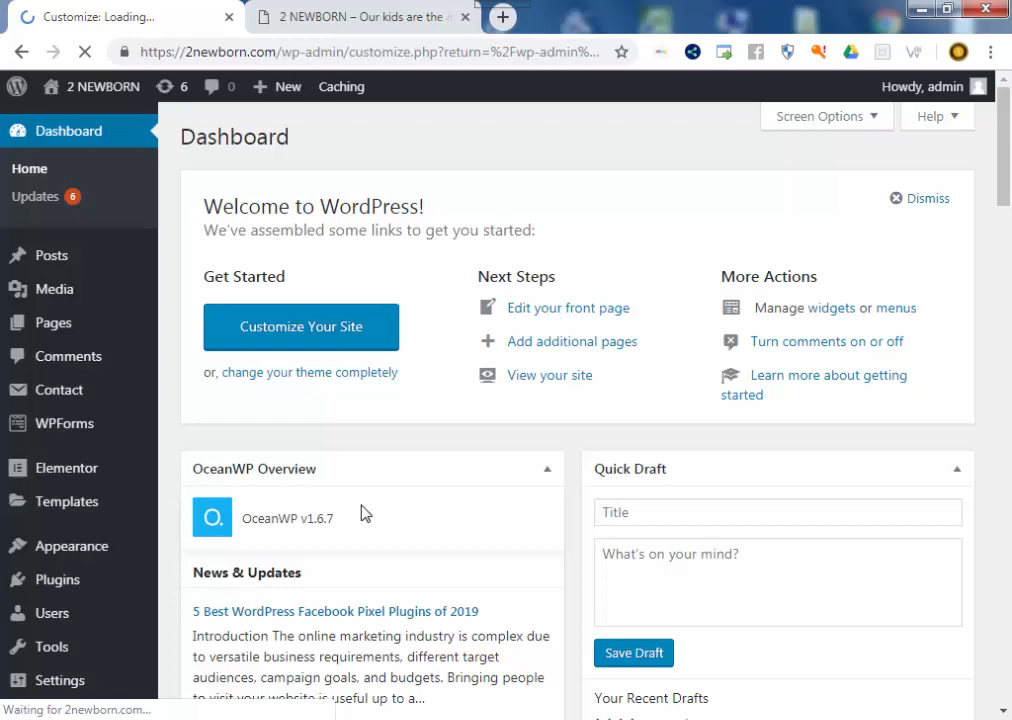 Customize: Loading...
2 NEWBORN – Our kids are the
https://2newborn.com/wp-admin/customize.php?return=%2Fwp-admin%...
2 NEWBORN
6
0
New
Caching
Howdy, admin
Dashboard
Home
Updates 6
Posts
Media
Pages
Comments
Contact
WPForms
Elementor
Templates
Appearance
Plugins
Users
Tools
Settings
Waiting for 2newborn.com...
Screen Options
Help
Dashboard
Welcome to WordPress!
We've assembled some links to get you started:
Dismiss
Get Started
Customize Your Site
or, change your theme completely
Next Steps
Edit your front page
Add additional pages
View your site
More Actions
Manage widgets or menus
Turn comments on or off
Learn more about getting
started
OceanWP Overview
O.
OceanWP v1.6.7
News & Updates
5 Best WordPress Facebook Pixel Plugins of 2019
Introduction The online marketing industry is complex due
to versatile business requirements, different target
audiences, campaign goals, and budgets. Bringing people
to visit your website is useful up to a...
Quick Draft
Title
What's on your mind?
Save Draft
Your Recent Drafts